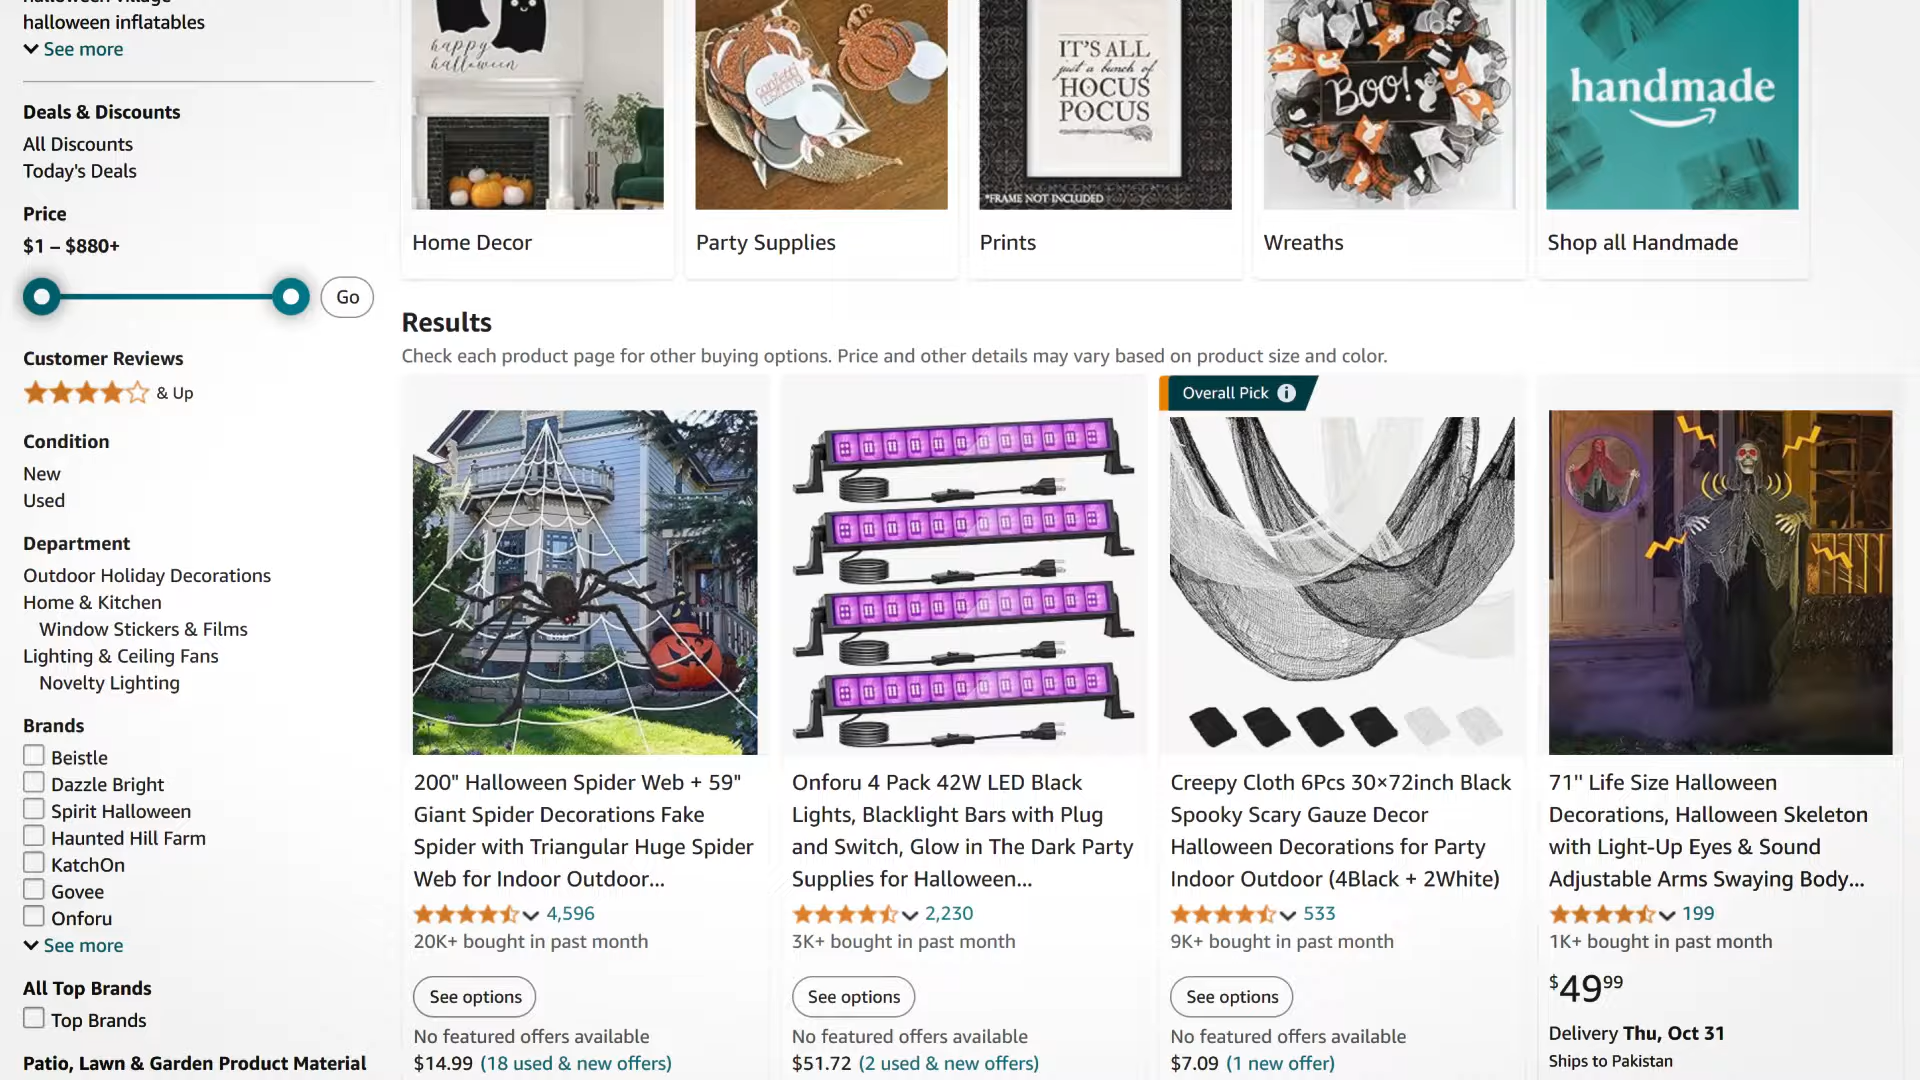 halloween village
halloween inflatables
See more
Deals & Discounts
All Discounts
Today's Deals
Price
$1 – $880+
Go
Customer Reviews
& Up
Condition
New
Used
Department
Outdoor Holiday Decorations
Home & Kitchen
Window Stickers & Films
Lighting & Ceiling Fans
Novelty Lighting
Brands
Beistle
Dazzle Bright
Spirit Halloween
Haunted Hill Farm
KatchOn
Govee
Onforu
See more
All Top Brands
Top Brands
Patio, Lawn & Garden Product Material
happy
halloween
Home Decor
Party Supplies
IT'S ALL
just a bunch of
HOCUS
POCUS
*FRAME NOT INCLUDED
Prints
BOO!
Wreaths
handmade
Shop all Handmade
Results
Check each product page for other buying options. Price and other details may vary based on product size and color.
200" Halloween Spider Web + 59"
Giant Spider Decorations Fake
Spider with Triangular Huge Spider
Web for Indoor Outdoor...
4,596
20K+ bought in past month
See options
No featured offers available
$14.99 (18 used & new offers)
Onforu 4 Pack 42W LED Black
Lights, Blacklight Bars with Plug
and Switch, Glow in The Dark Party
Supplies for Halloween...
2,230
3K+ bought in past month
See options
No featured offers available
$51.72 (2 used & new offers)
Overall Pick
Creepy Cloth 6Pcs 30×72inch Black
Spooky Scary Gauze Decor
Halloween Decorations for Party
Indoor Outdoor (4Black + 2White)
533
9K+ bought in past month
See options
No featured offers available
$7.09 (1 new offer)
71'' Life Size Halloween
Decorations, Halloween Skeleton
with Light-Up Eyes & Sound
Adjustable Arms Swaying Body...
199
1K+ bought in past month
$49.99
Delivery Thu, Oct 31
Ships to Pakistan